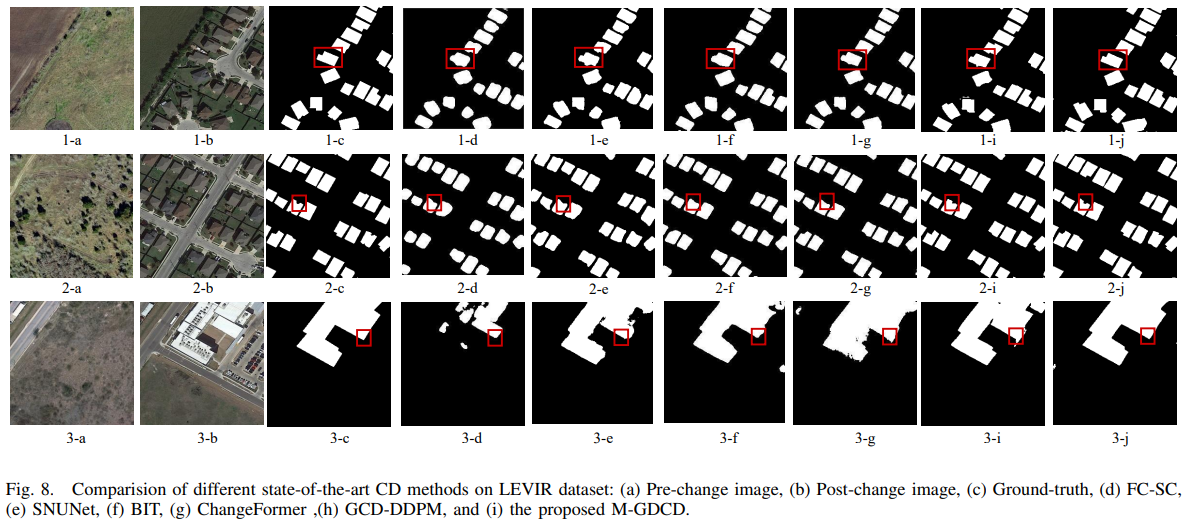 1-a 1-b 1-c 1-d 1-e 1-f 1-g 1-i 1-j
2-a 2-b 2-c 2-d 2-e 2-f 2-g 2-i 2-j
3-a 3-b 3-c 3-d 3-e 3-f 3-g 3-i 3-j
Fig. 8. Comparision of different state-of-the-art CD methods on LEVIR dataset: (a) Pre-change image, (b) Post-change image, (c) Ground-truth, (d) FC-SC,
(e) SNUNet, (f) BIT, (g) ChangeFormer ,(h) GCD-DDPM, and (i) the proposed M-GDCD.